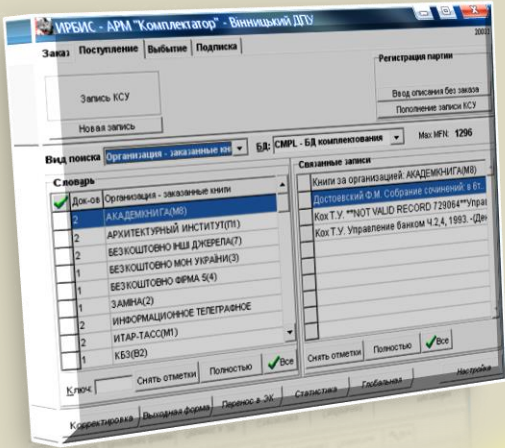 ИРБИС - АРМ "Комплектатор" - Вінницький ДПУ
Заказ Поступление Выбытие Подписка
Регистрация партии
Запись КСУ
Новая запись
Ввод описания без заказа
Пополнение записи КСУ
Вид поиска Организация - заказанные кн БД: CMPL - БД комплектования Max MFN: 1296
Словарь
Док-ов Организация - заказанные книги
2 АКАДЕМКНИГА(М8)
2 АРХИТЕКТУРНЫЙ ИНСТИТУТ(П1)
2 БЕЗКОШТОВНО ІНШІ ДЖЕРЕЛА(7)
1 БЕЗКОШТОВНО МОН УКРАЇНИ(3)
1 БЕЗКОШТОВНО ФІРМА 5(4)
1 ЗАМІНА(2)
2 ИНФОРМАЦИОННОЕ ТЕЛЕГРАФНОЕ
2 ИТАР-ТАСС(М1)
1 КБЗ(В2)
Ключ: Снять отметки Полностью Все
Связанные записи
Книги за организацией: АКАДЕМКНИГА(М8)
Достоевский Ф.М. Собрание сочинений: в 6т.
Кох Т.У. **NOT VALID RECORD 729064**Управ
Кох Т.У. Управление банком Ч.2,4, 1993. -(Ден
Снять отметки Полностью Все
Корректировка Выходная форма Перенос в ЭК Статистика Глобальная Настройка